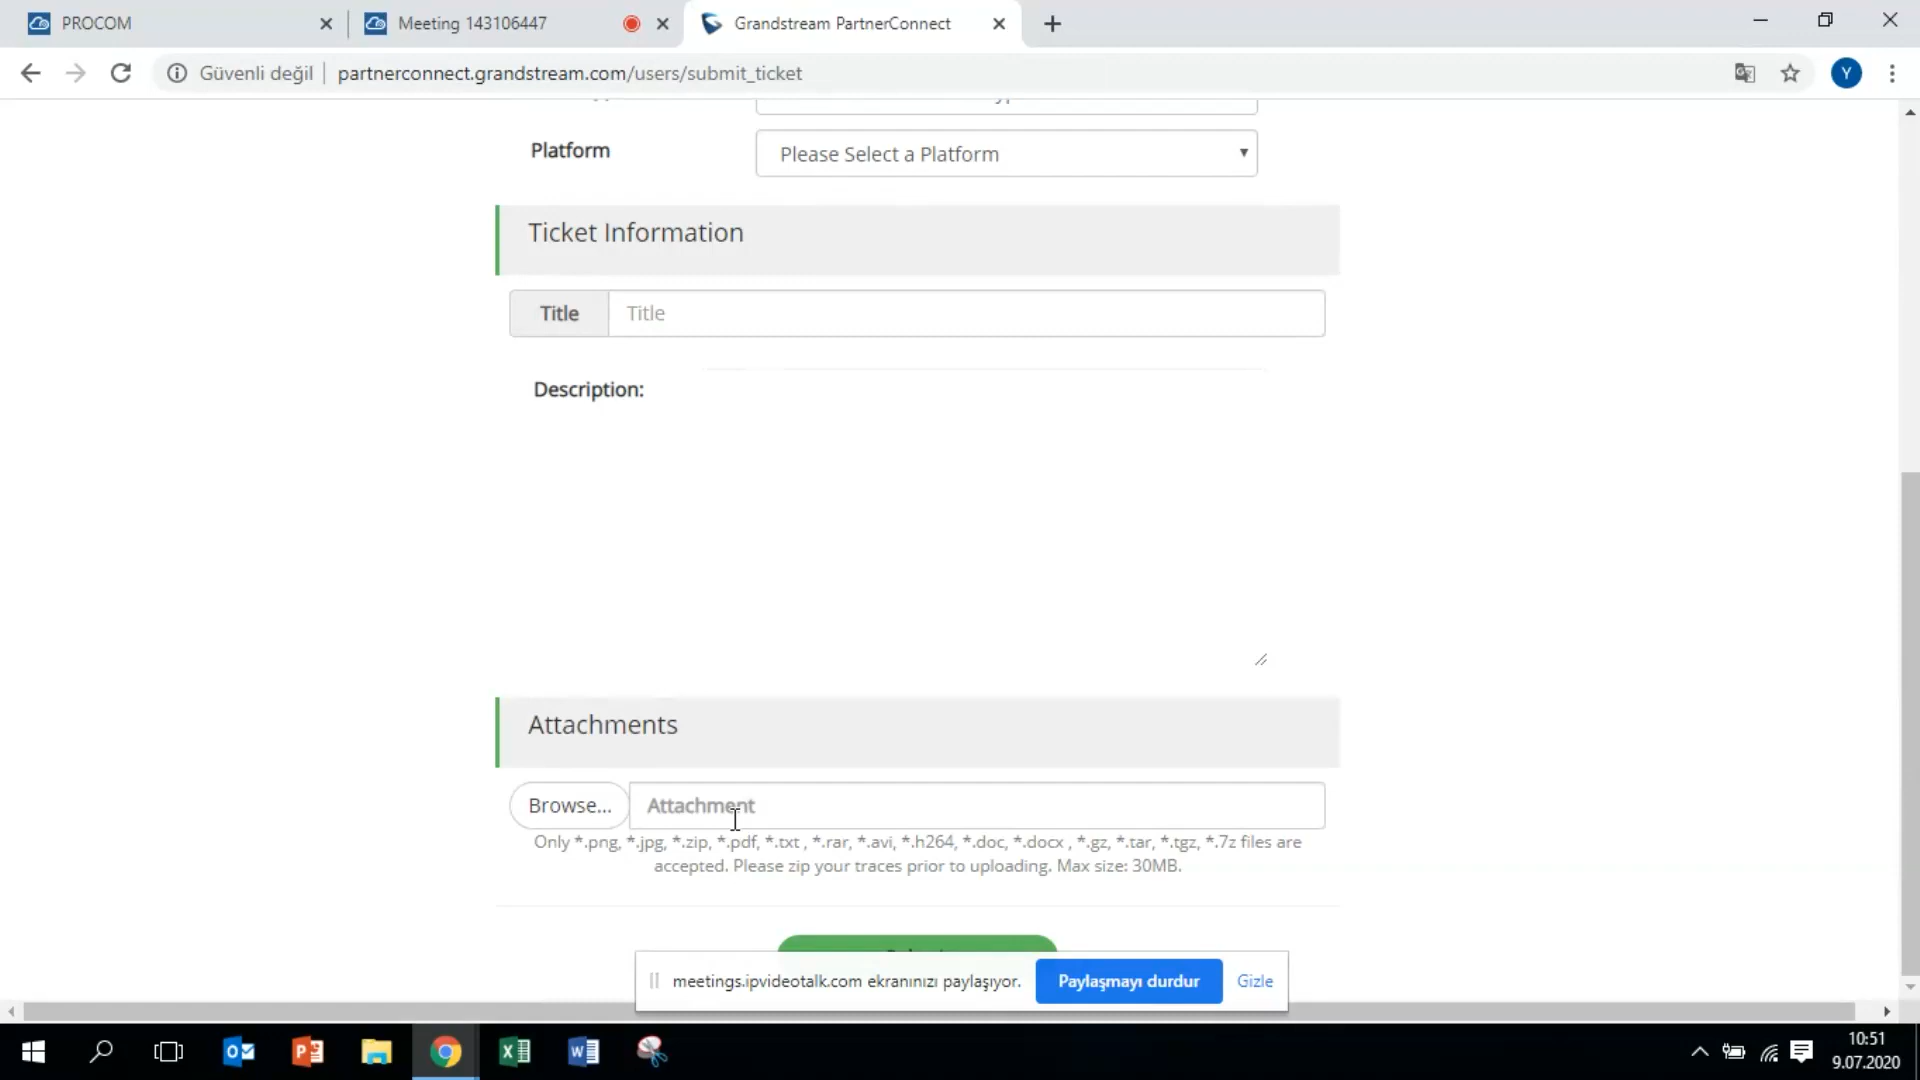 PROCOM
Meeting 143106447
Grandstream PartnerConnect
Güvenli değil
partnerconnect.grandstream.com/users/submit_ticket
Y
Platform
Please Select a Platform
Ticket Information
Title
Title
Description:
Attachments
Browse...
Attachment
Only *.png, *.jpg, *.zip, *.pdf, *.txt , *.rar, *.avi, *.h264, *.doc, *.docx , *.gz, *.tar, *.tgz, *.7z files are
accepted. Please zip your traces prior to uploading. Max size: 30MB.
meetings.ipvideotalk.com ekranınızı paylaşıyor.
Paylaşmayı durdur
Gizle
10:51
9.07.2020